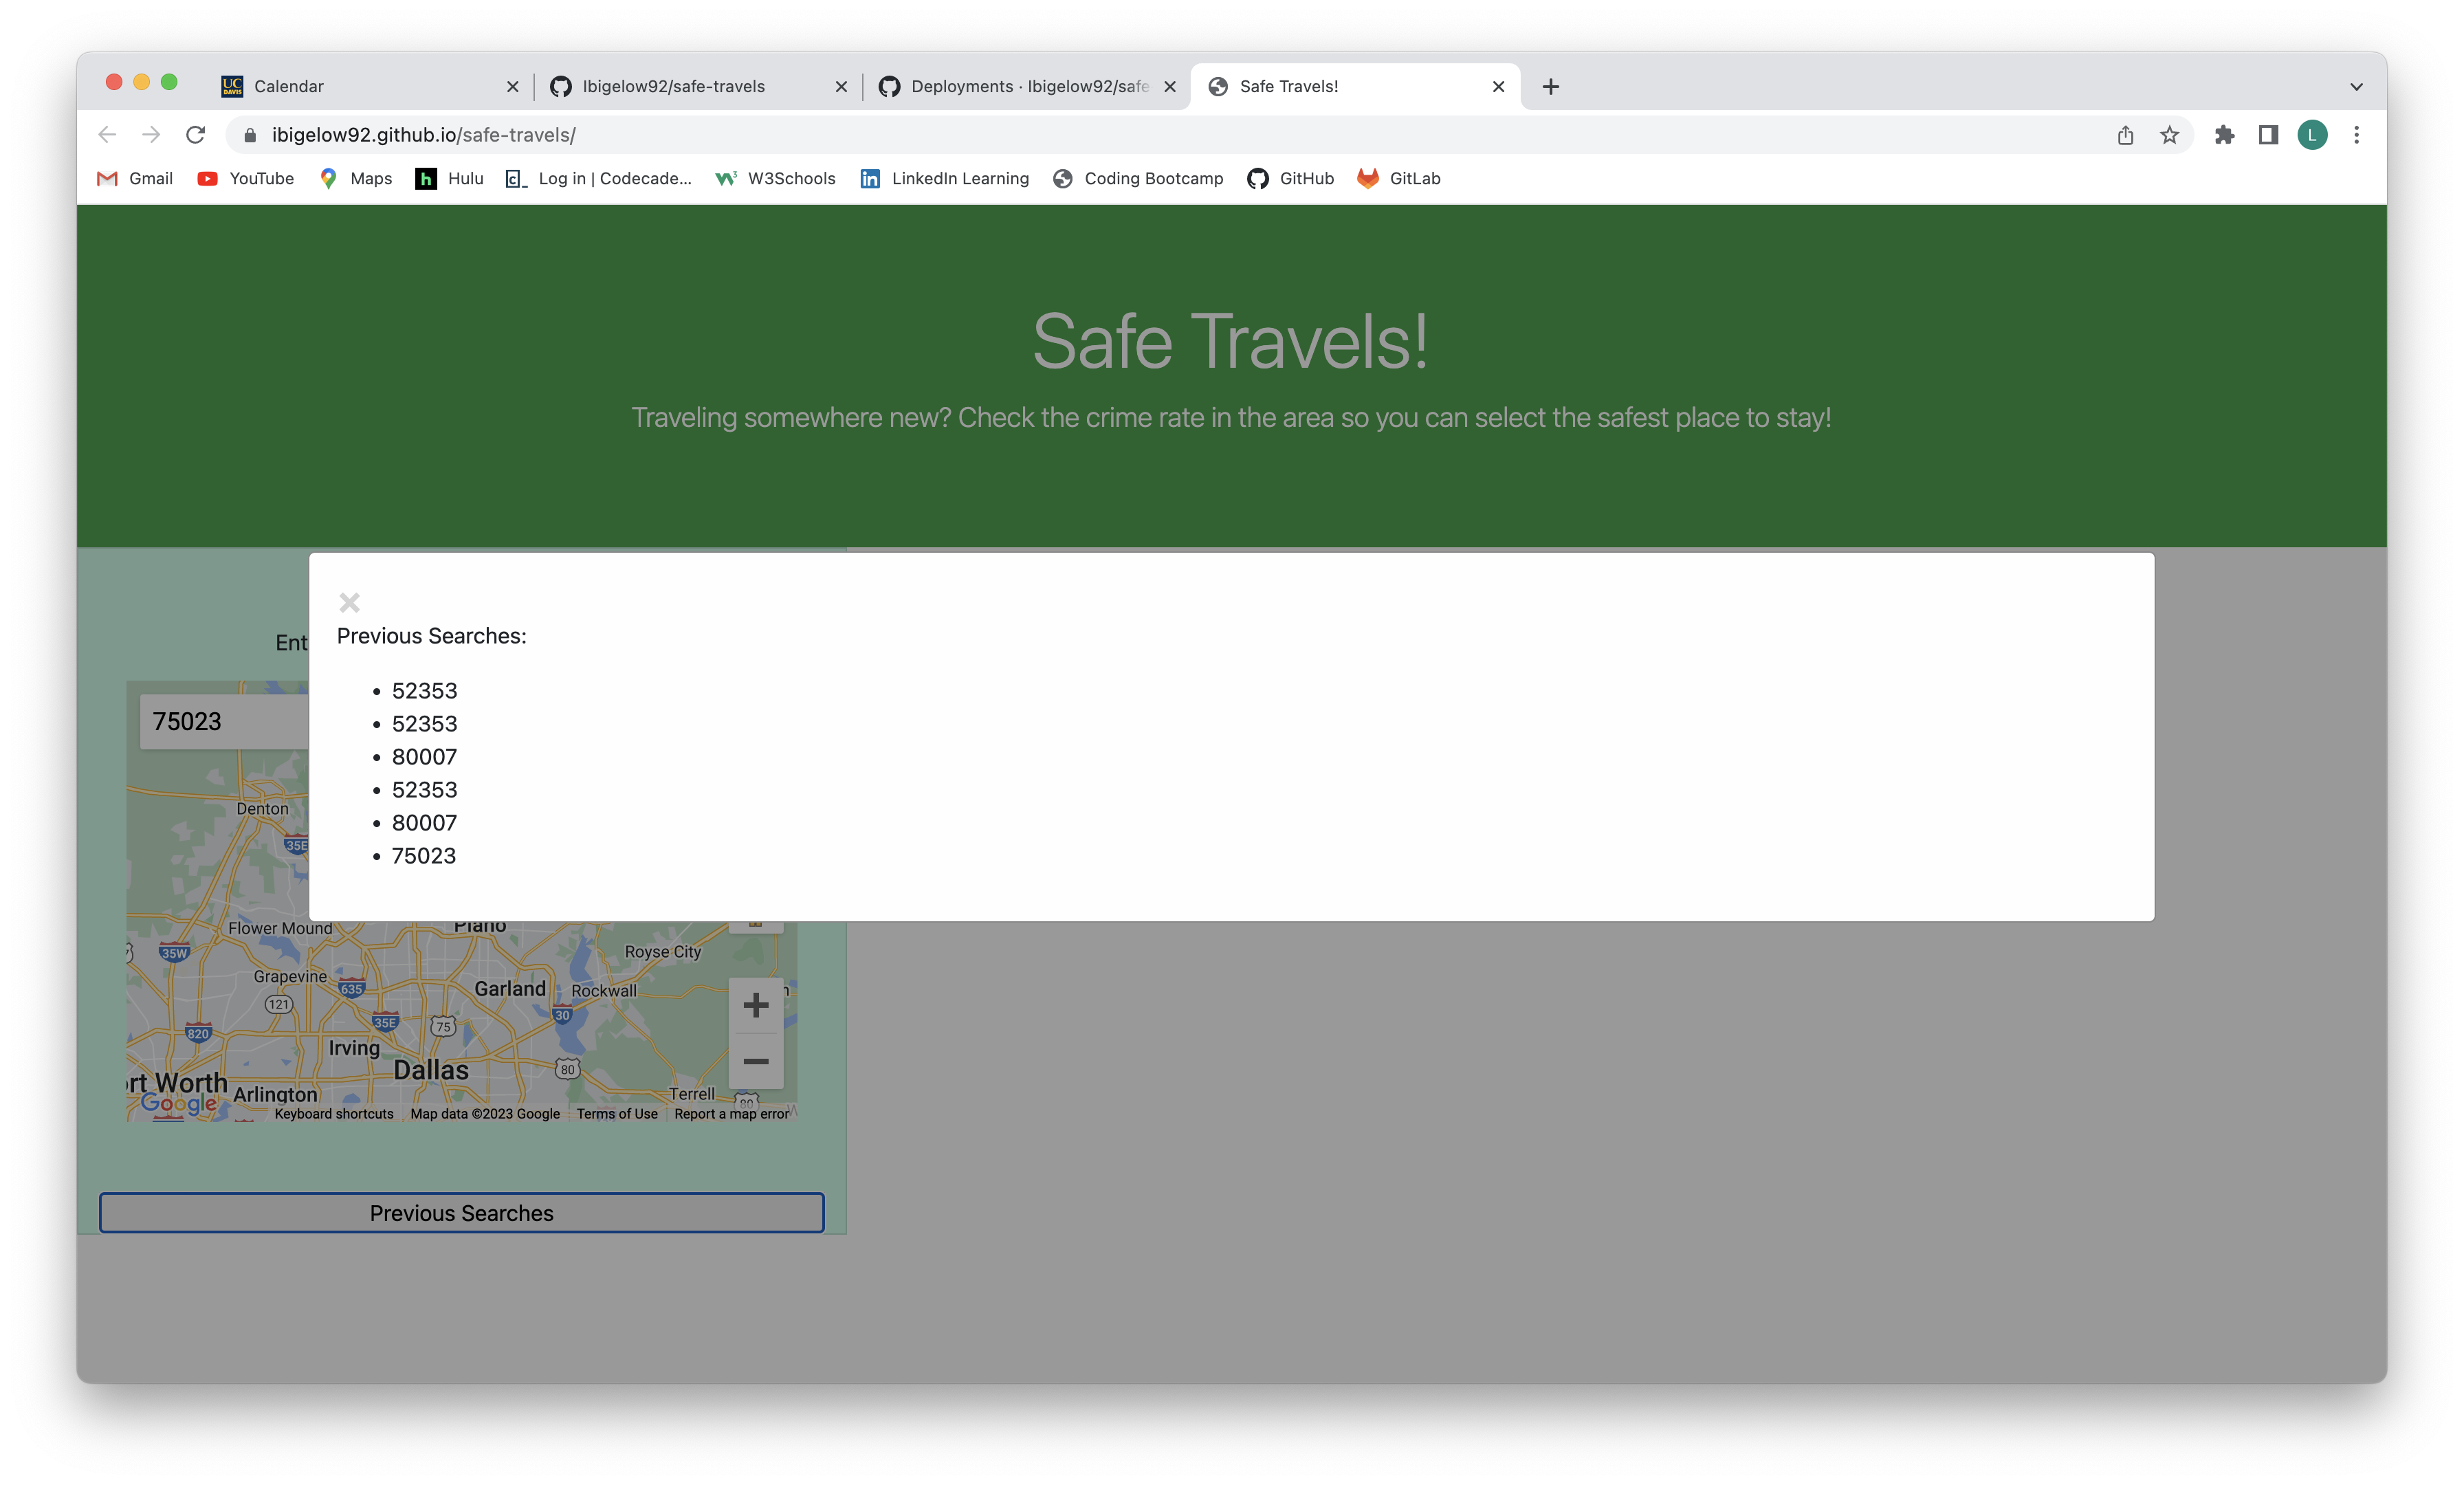 Calendar
lbigelow92/safe-travels
Deployments · lbigelow92/safe
Safe Travels!
ibigelow92.github.io/safe-travels/
L
Gmail
YouTube
Maps
Hulu
Log in | Codecade...
W3Schools
LinkedIn Learning
Coding Bootcamp
GitHub
GitLab
Safe Travels!
Traveling somewhere new? Check the crime rate in the area so you can select the safest place to stay!
Ent
×
Previous Searches:
• 52353
• 52353
• 80007
• 52353
• 80007
• 75023
75023
Denton
35E
Flower Mound
Plano
35W
Royse City
Grapevine
635
Garland
Rockwall
121
35E
75
30
820
Irving
Dallas
80
rt Worth
Arlington
Terrell
80
Google
Keyboard shortcuts
Map data ©2023 Google
Terms of Use
Report a map error
Previous Searches